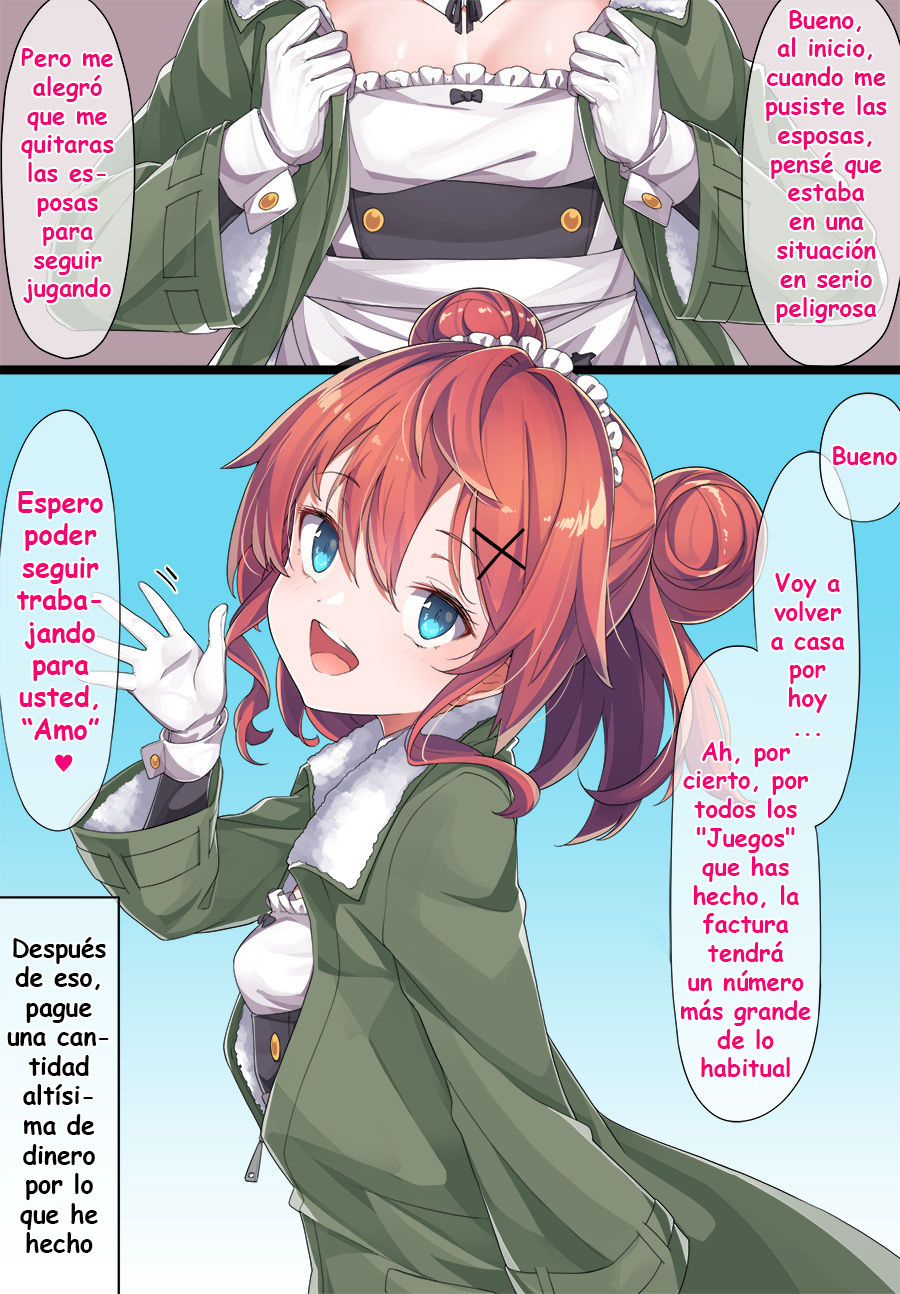 Bueno,
al inicio,
cuando me
pusiste las
esposas,
pensé que
estaba
en una
situación
en serio
peligrosa
Pero me
alegró
que me
quitaras
las es-
posas
para
seguir
jugando
Bueno
Voy a
volver
a casa
por
hoy
...
Ah, por
cierto, por
todos los
"Juegos"
que has
hecho, la
factura
tendrá
un número
más grande
de lo
habitual
Espero
poder
seguir
traba-
jando
para
usted,
“Amo”
♥
Después
de eso,
pague
una can-
tidad
altísi-
ma de
dinero
por lo
que he
hecho